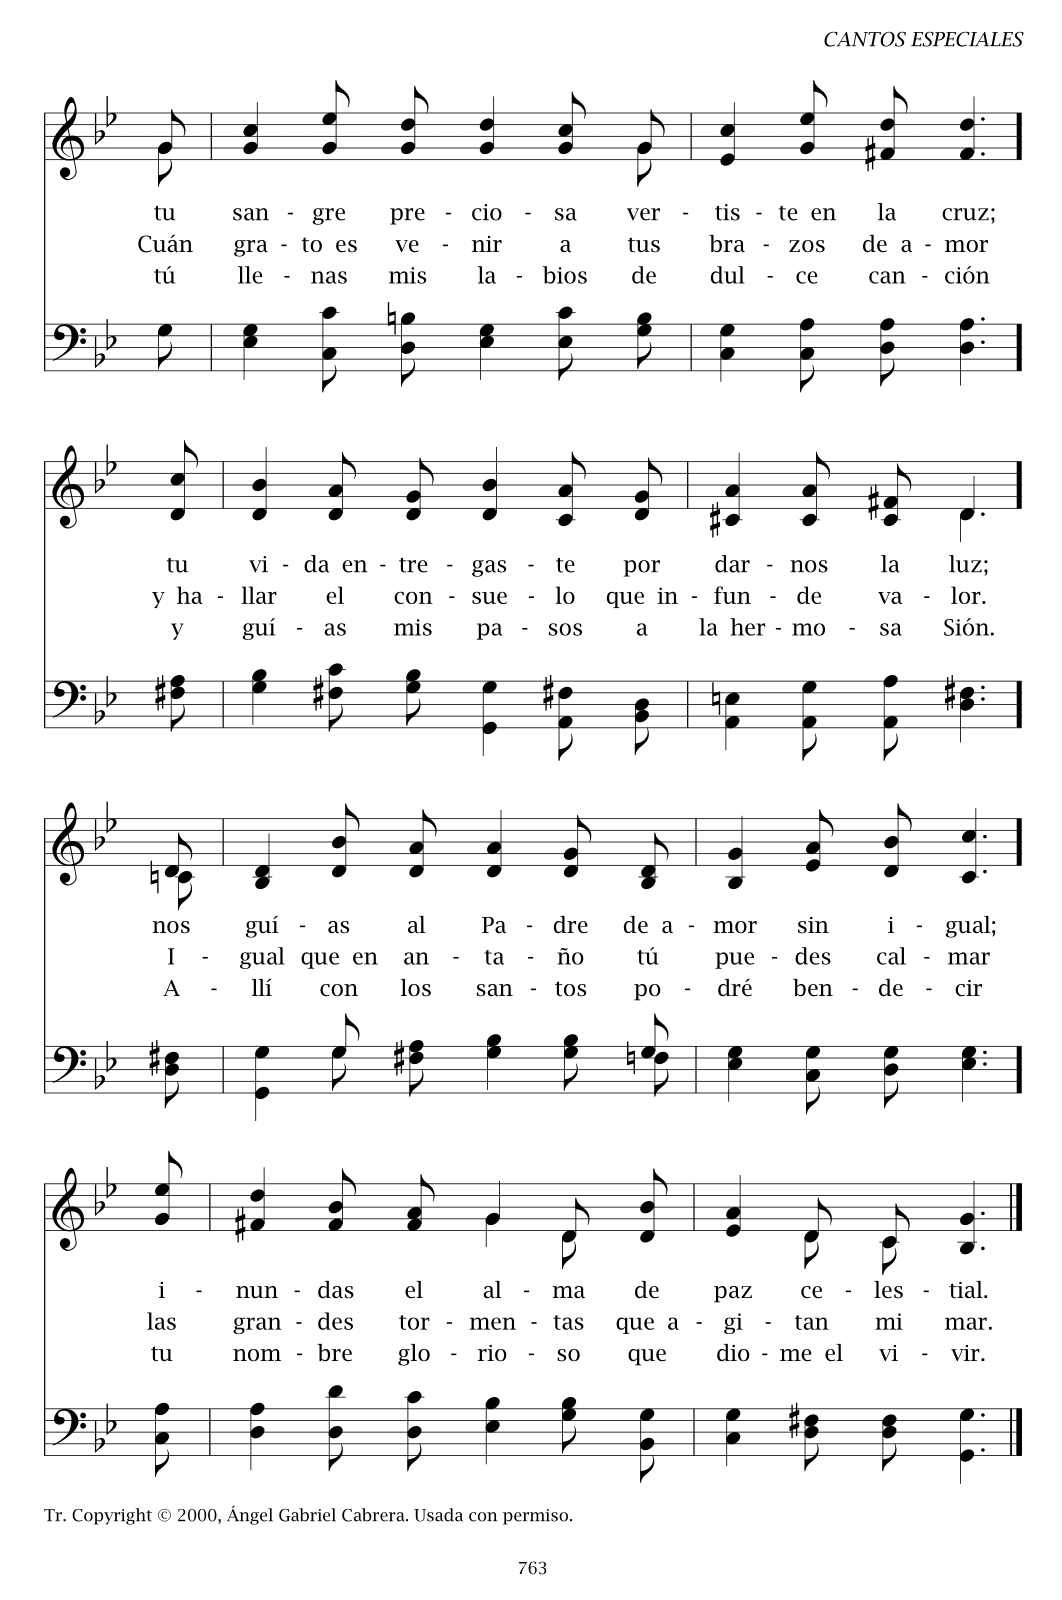 CANTOS ESPECIALES
tu san - gre pre - cio - sa ver - tis - te en la cruz;
Cuán gra - to es ve - nir a tus bra - zos de a - mor
tú lle - nas mis la - bios de dul - ce can - ción
tu vi - da en - tre - gas - te por dar - nos la luz;
y ha - llar el con - sue - lo que in - fun - de va - lor.
y guí - as mis pa - sos a la her - mo - sa Sión.
nos guí - as al Pa - dre de a - mor sin i - gual;
I - gual que en an - ta - ño tú pue - des cal - mar
A - llí con los san - tos po - dré ben - de - cir
i - nun - das el al - ma de paz ce - les - tial.
las gran - des tor - men - tas que a - gi - tan mi mar.
tu nom - bre glo - rio - so que dio - me el vi - vir.
Tr. Copyright © 2000, Ángel Gabriel Cabrera. Usada con permiso.
763